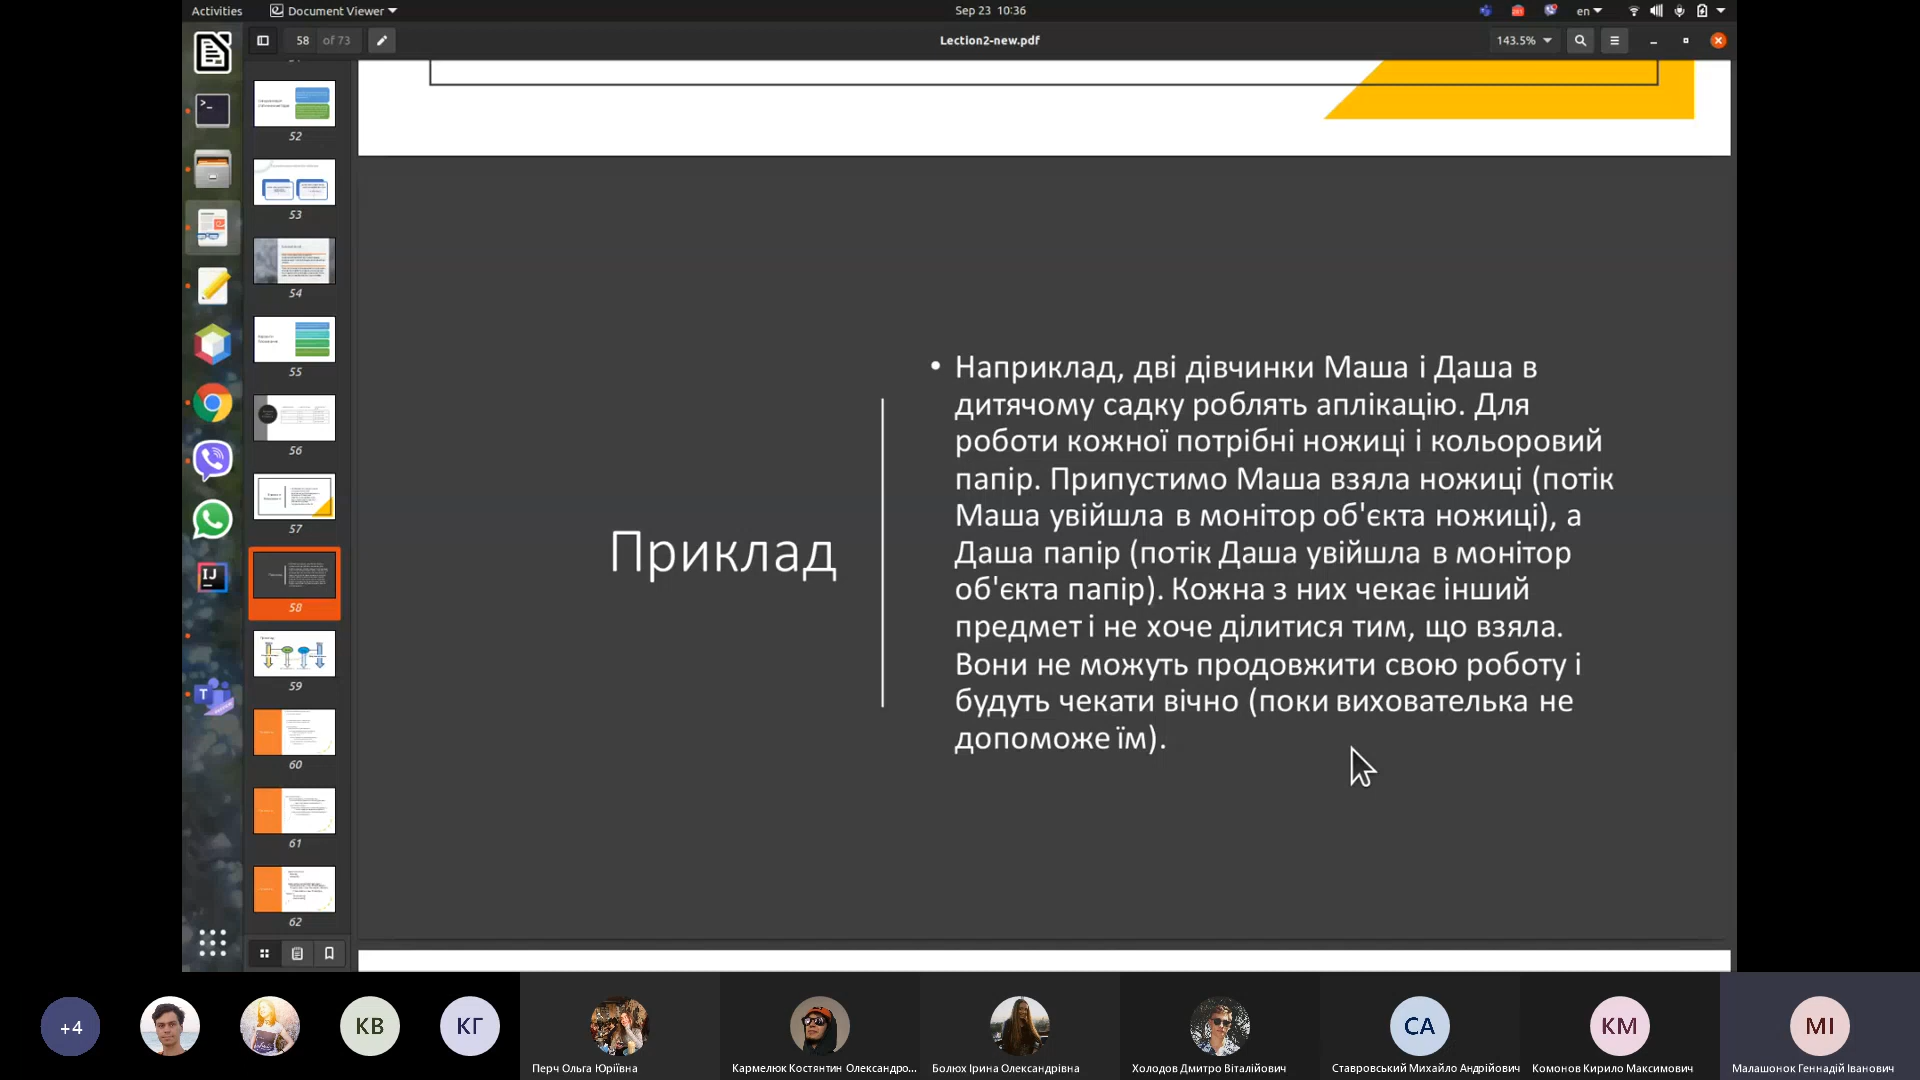 Activities
Document Viewer
Sep 23 10:36
en
58 of 73
Lection2-new.pdf
143.5%
52
53
54
55
56
57
58
59
60
61
62
Приклад
• Наприклад, дві дівчинки Маша і Даша в
дитячому садку роблять аплікацію. Для
роботи кожної потрібні ножиці і кольоровий
папір. Припустимо Маша взяла ножиці (потік
Маша увійшла в монітор об'єкта ножиці), а
Даша папір (потік Даша увійшла в монітор
об'єкта папір). Кожна з них чекає інший
предмет і не хоче ділитися тим, що взяла.
Вони не можуть продовжити свою роботу і
будуть чекати вічно (поки вихователька не
допоможе їм).
+4
КВ
КГ
СА
КМ
МІ
Перч Ольга Юріївна
Кармелюк Костянтин Олександро...
Болюх Ірина Олександрівна
Холодов Дмитро Віталійович
Ставровський Михайло Андрійович
Комонов Кирило Максимович
Малашонок Геннадій Іванович